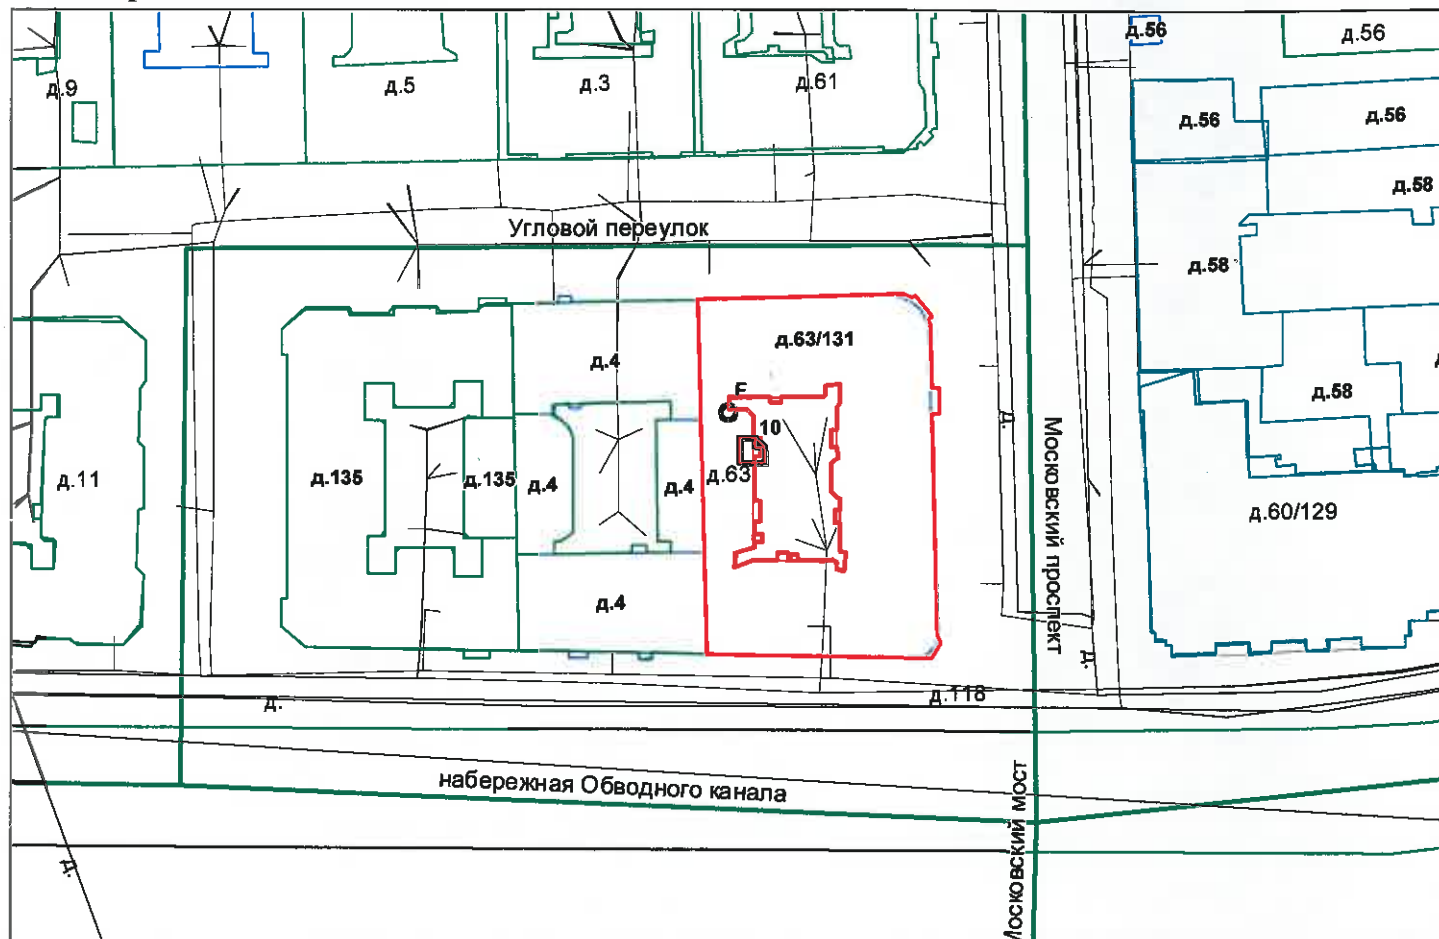 д.56
д.56
д.9
д.5
д.3
д.61
д.56
д.56
д.58
Угловой переулок
д.58
д.63/131
д.4
д.58
д.
10
д.11
д.135
д.135
д.4
д.4
д.63
Московский проспект
д.60/129
д.4
д.
д.118
д.
набережная Обводного канала
Московский мост
д.